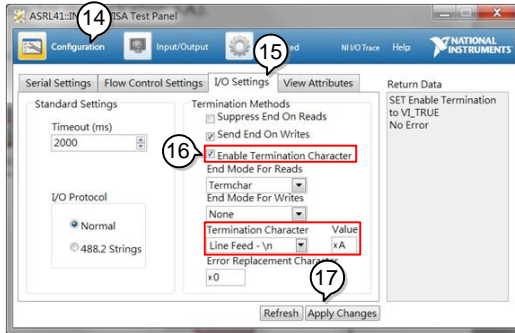 ASRL41::IN
VISA Test Panel
14
Configuration
Input/Output
ed
NI I/O Trace
Help
NATIONAL
INSTRUMENTS
15
Serial Settings
Flow Control Settings
I/O Settings
View Attributes
Return Data
Standard Settings
Timeout (ms)
2000
I/O Protocol
Normal
488.2 Strings
Termination Methods
Suppress End On Reads
Send End On Writes
16
Enable Termination Character
End Mode For Reads
Termchar
End Mode For Writes
None
Termination Character
Value
Line Feed - \n
xA
Error Replacement Characte
x0
17
SET Enable Termination
to VI_TRUE
No Error
Refresh
Apply Changes